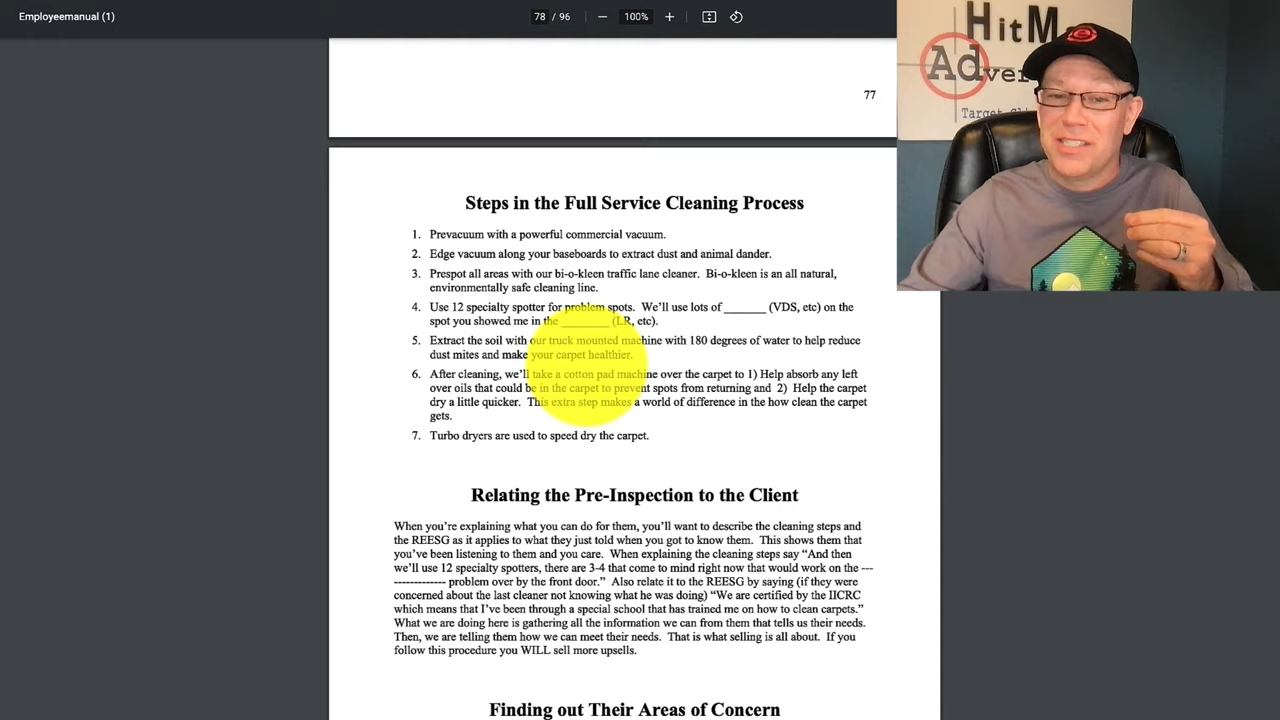 Employeemanual (1)
78 / 96
100%
77
Steps in the Full Service Cleaning Process
1. Prevacuum with a powerful commercial vacuum.
2. Edge vacuum along your baseboards to extract dust and animal dander.
3. Prespot all areas with our bi-o-kleen traffic lane cleaner. Bi-o-kleen is an all natural,
environmentally safe cleaning line.
4. Use 12 specialty spotter for problem spots. We'll use lots of _______ (VDS, etc) on the
spot you showed me in the ________ (LR, etc).
5. Extract the soil with our truck mounted machine with 180 degrees of water to help reduce
dust mites and make your carpet healthier.
6. After cleaning, we'll take a cotton pad machine over the carpet to 1) Help absorb any left
over oils that could be in the carpet to prevent spots from returning and 2) Help the carpet
dry a little quicker. This extra step makes a world of difference in the how clean the carpet
gets.
7. Turbo dryers are used to speed dry the carpet.
Relating the Pre-Inspection to the Client
When you're explaining what you can do for them, you'll want to describe the cleaning steps and
the REESG as it applies to what they just told when you got to know them. This shows them that
you've been listening to them and you care. When explaining the cleaning steps say "And then
we'll use 12 specialty spotters, there are 3-4 that come to mind right now that would work on the ---
------------- problem over by the front door." Also relate it to the REESG by saying (if they were
concerned about the last cleaner not knowing what he was doing) "We are certified by the IICRC
which means that I've been through a special school that has trained me on how to clean carpets."
What we are doing here is gathering all the information we can from them that tells us their needs.
Then, we are telling them how we can meet their needs. That is what selling is all about. If you
follow this procedure you WILL sell more upsells.
Finding out Their Areas of Concern
HitM
Adver
Target Cli